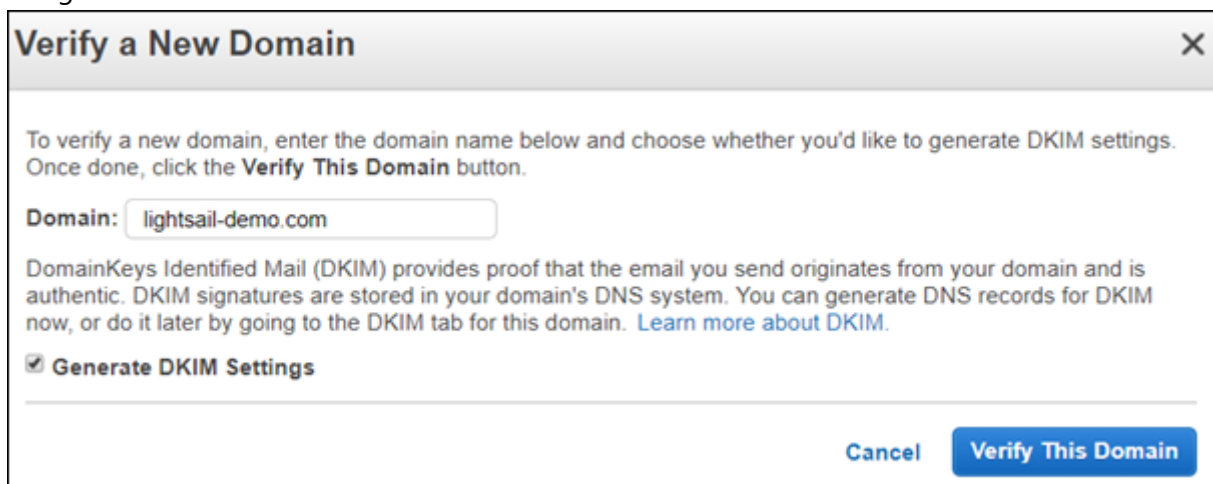 Verify a New Domain
To verify a new domain, enter the domain name below and choose whether you'd like to generate DKIM settings.
Once done, click the Verify This Domain button.
Domain: lightsail-demo.com
DomainKeys Identified Mail (DKIM) provides proof that the email you send originates from your domain and is
authentic. DKIM signatures are stored in your domain's DNS system. You can generate DNS records for DKIM
now, or do it later by going to the DKIM tab for this domain. Learn more about DKIM.
Generate DKIM Settings
Cancel Verify This Domain